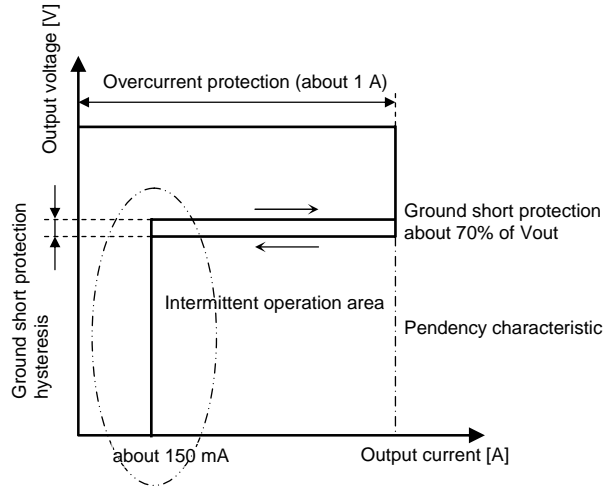 Output voltage [V]
Overcurrent protection (about 1 A)
Ground short protection
about 70% of Vout
Ground short protection
hysteresis
Intermittent operation area
Pendency characteristic
about 150 mA
Output current [A]